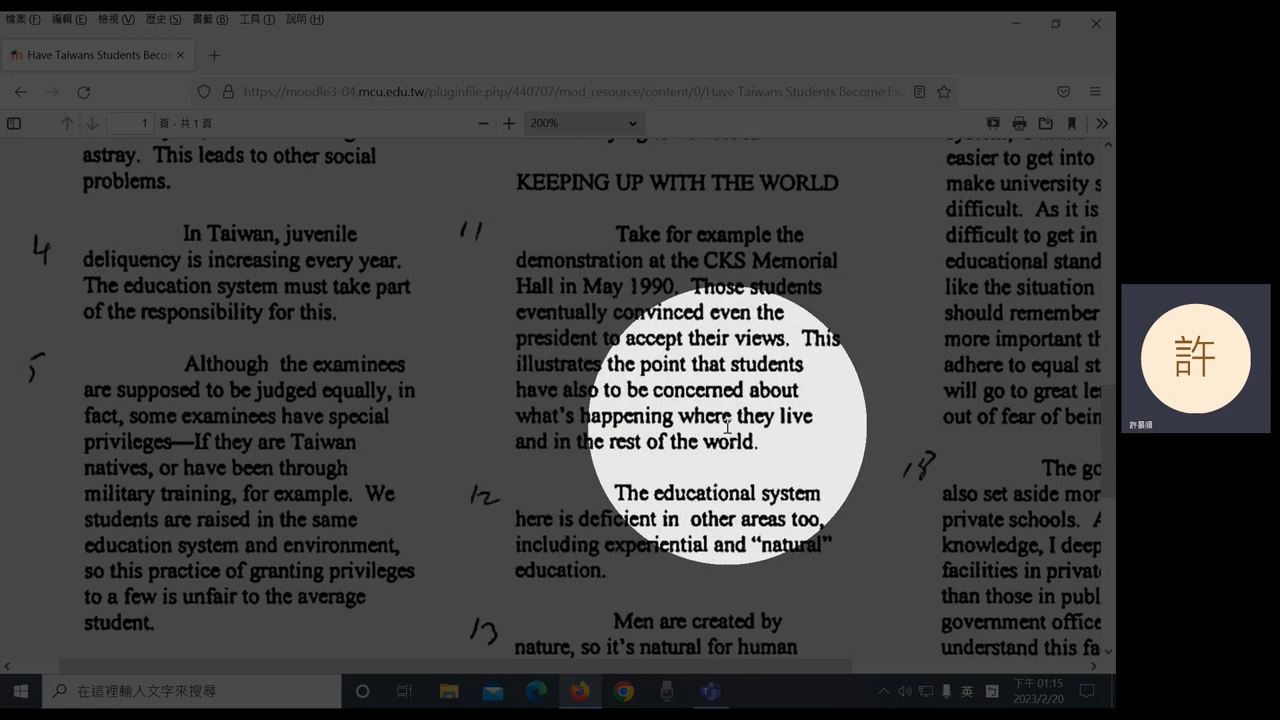 檔案 (F) 編輯(E) 檢視(V) 歷史(S) 書籤(B) 工具(T) 說明(H)
Have Taiwans Students Becor
https://moodle3-04.mcu.edu.tw/pluginfile.php/440707/mod_resource/content/0/Have Taiwans Students Become E
1 頁 · 共 1 頁
200%
astray. This leads to other social
problems.
4
In Taiwan, juvenile
deliquency is increasing every year.
The education system must take part
of the responsibility for this.
5
Although the examinees
are supposed to be judged equally, in
fact, some examinees have special
privileges—If they are Taiwan
natives, or have been through
military training, for example. We
students are raised in the same
education system and environment,
so this practice of granting privileges
to a few is unfair to the average
student.
KEEPING UP WITH THE WORLD
11
Take for example the
demonstration at the CKS Memorial
Hall in May 1990. Those students
eventually convinced even the
president to accept their views. This
illustrates the point that students
have also to be concerned about
what's happening where they live
and in the rest of the world.
12
The educational system
here is deficient in other areas too,
including experiential and “natural”
education.
13
Men are created by
nature, so it's natural for human
easier to get into
make university s
difficult. As it is
difficult to get in
educational stand
like the situation
should remember
more important th
adhere to equal st
will go to great le
out of fear of bein
18
The go
also set aside mor
private schools. A
knowledge, I deep
facilities in privat
than those in publ
government office
understand this fa
許
許景順
在這裡輸入文字來搜尋
英
下午 01:15
2023/2/20